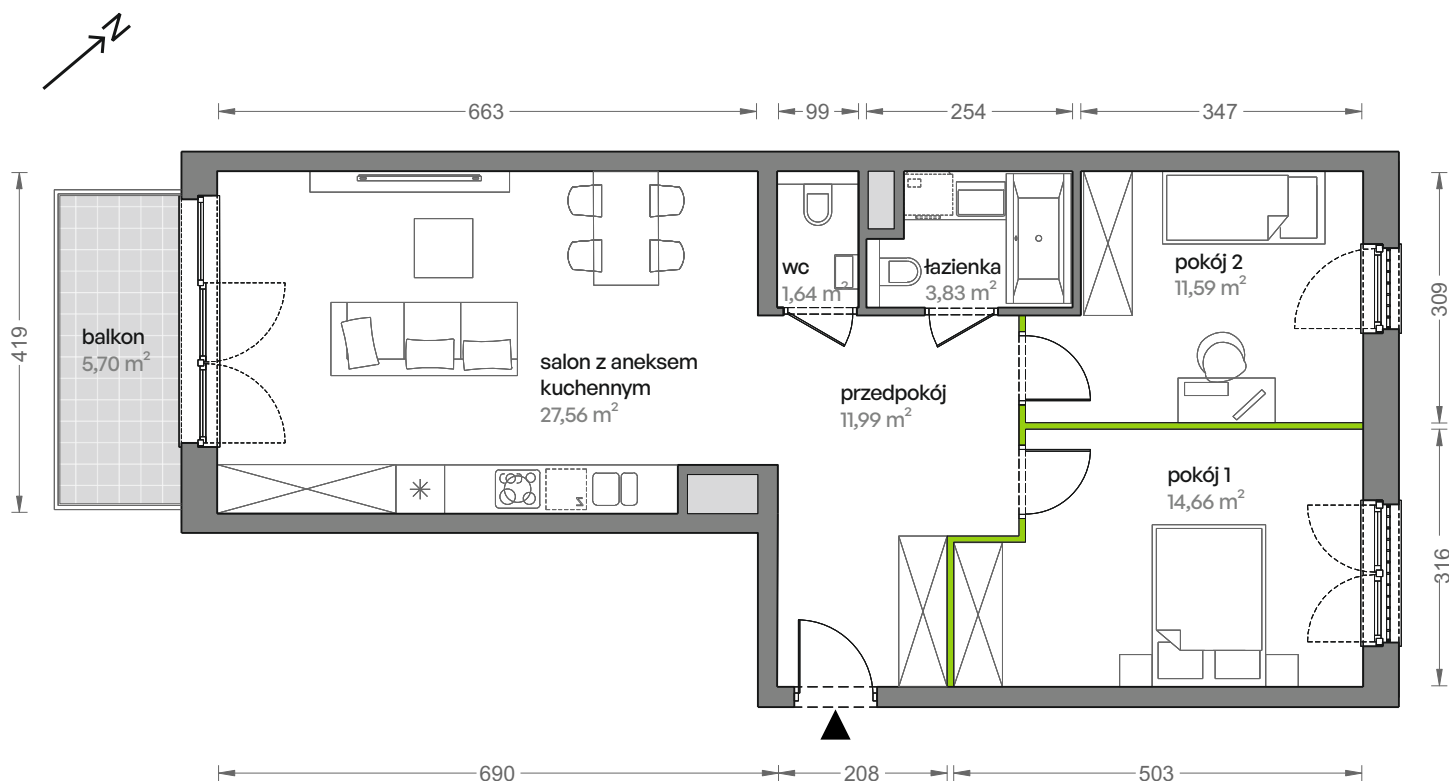 N
663
99
254
347
419
309
316
balkon
5,70 m²
salon z aneksem
kuchennym
27,56 m²
wc
1,64 m²
łazienka
3,83 m²
pokój 2
11,59 m²
przedpokój
11,99 m²
pokój 1
14,66 m²
z
690
208
503